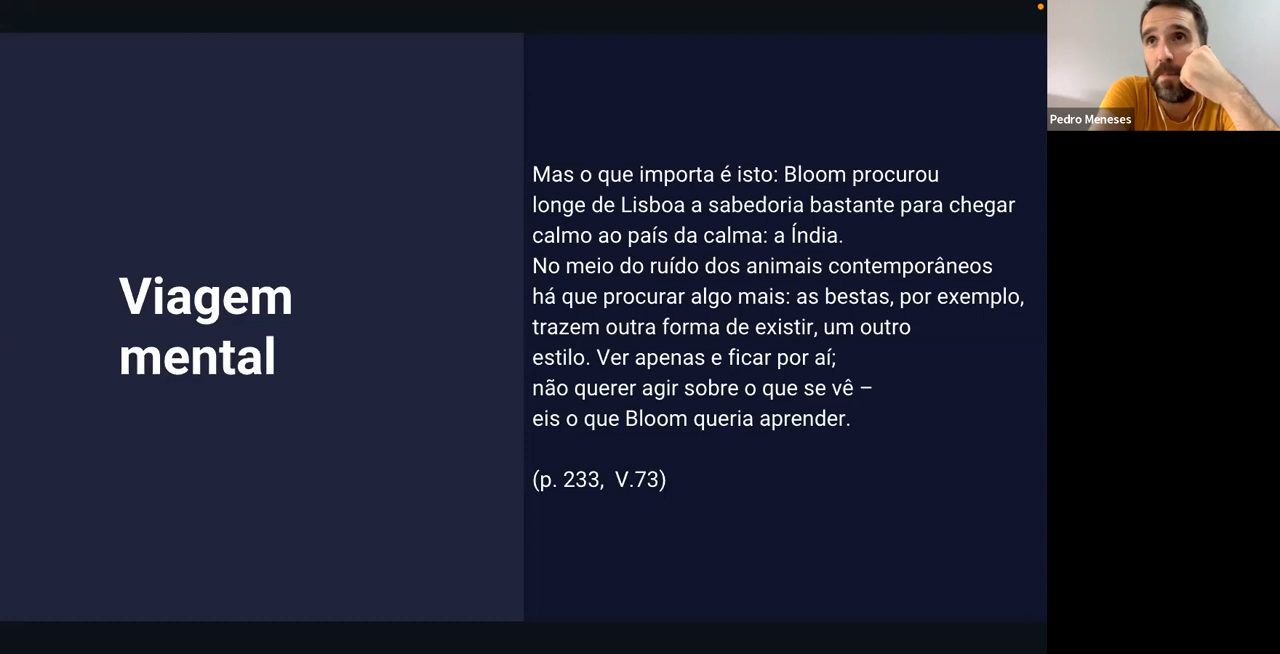 Viagem
mental
Mas o que importa é isto: Bloom procurou
longe de Lisboa a sabedoria bastante para chegar
calmo ao país da calma: a Índia.
No meio do ruído dos animais contemporâneos
há que procurar algo mais: as bestas, por exemplo,
trazem outra forma de existir, um outro
estilo. Ver apenas e ficar por aí;
não querer agir sobre o que se vê –
eis o que Bloom queria aprender.
(p. 233, V.73)
Pedro Meneses